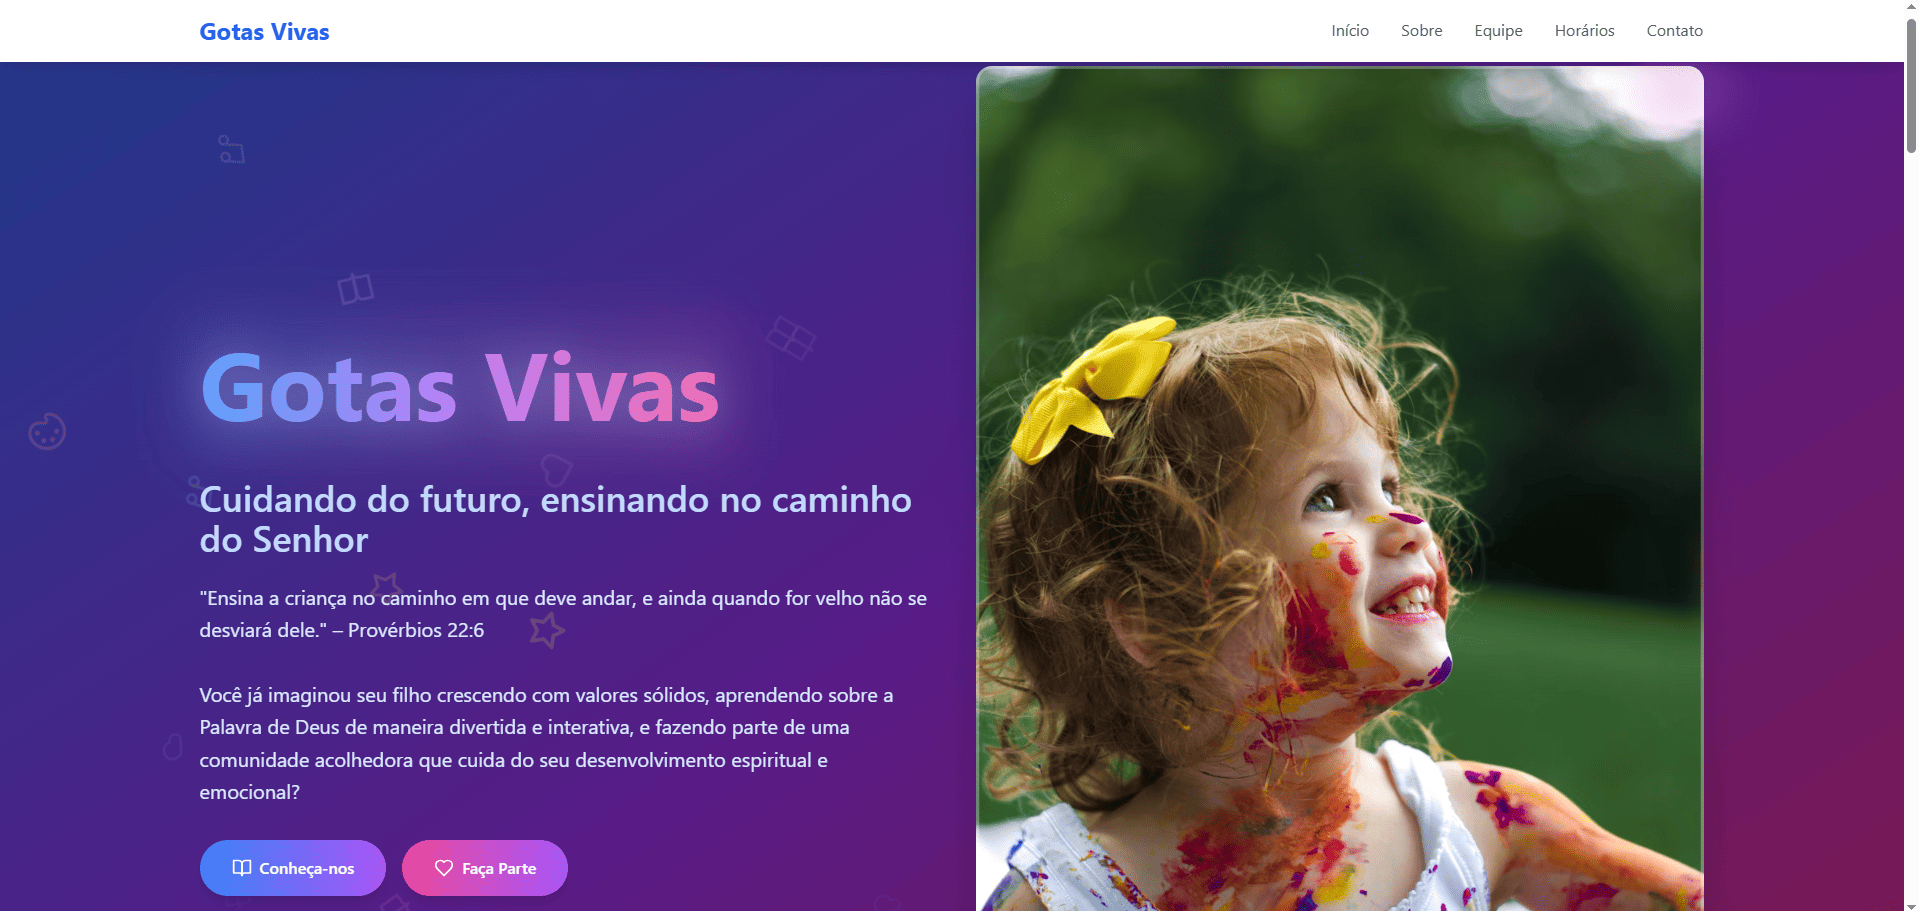 Gotas Vivas
Início
Sobre
Equipe
Horários
Contato
Gotas Vivas
Cuidando do futuro, ensinando no caminho
do Senhor
"Ensina a criança no caminho em que deve andar, e ainda quando for velho não se
desviará dele." – Provérbios 22:6
Você já imaginou seu filho crescendo com valores sólidos, aprendendo sobre a
Palavra de Deus de maneira divertida e interativa, e fazendo parte de uma
comunidade acolhedora que cuida do seu desenvolvimento espiritual e
emocional?
Conheça-nos
Faça Parte